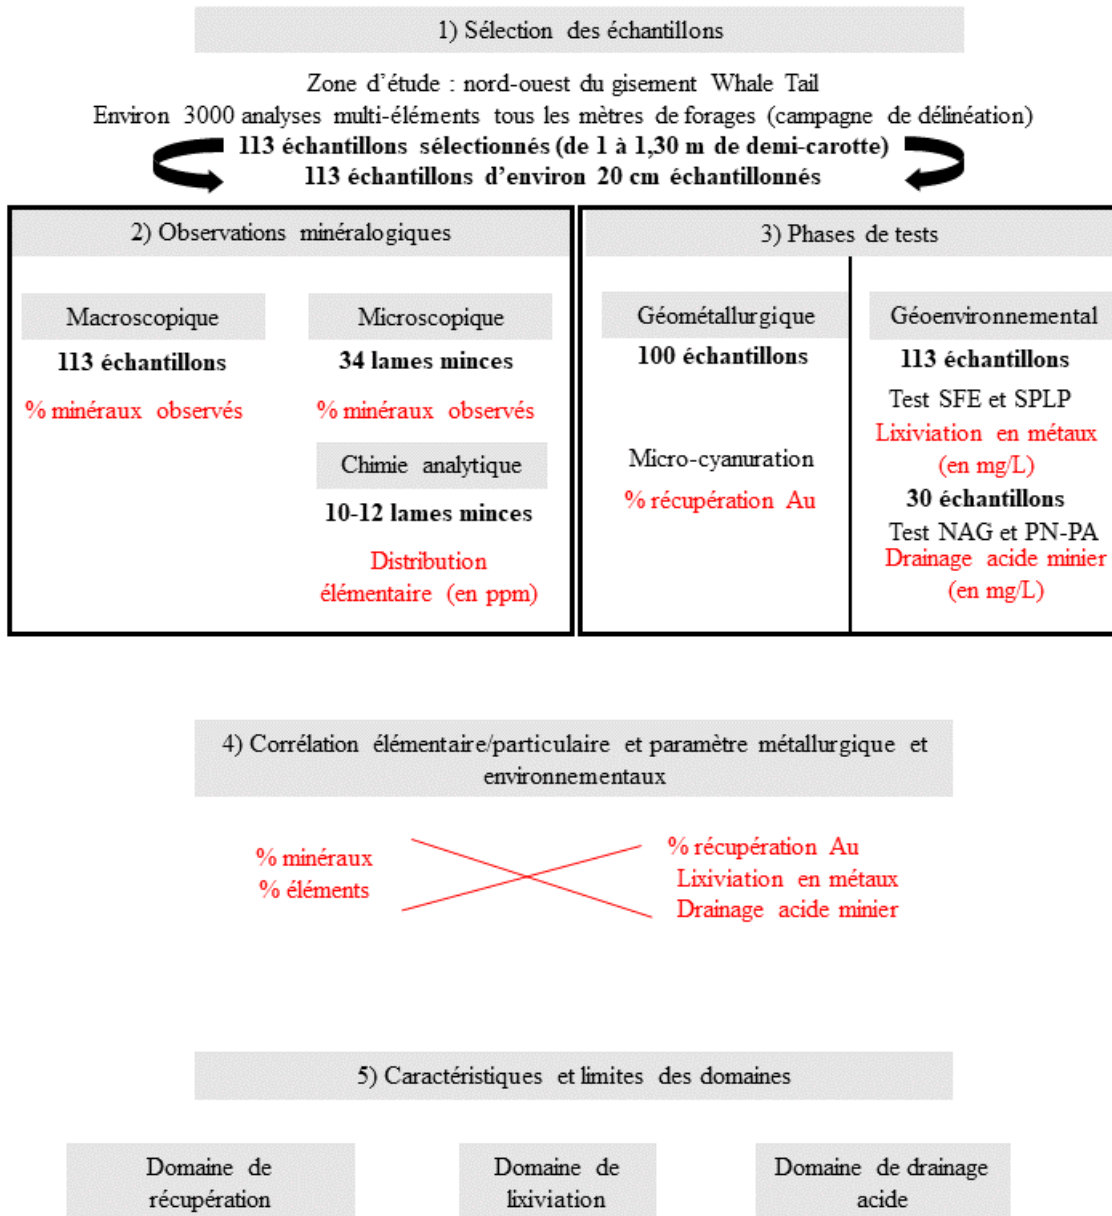 1) Sélection des échantillons
Zone d'étude : nord-ouest du gisement Whale Tail
Environ 3000 analyses multi-éléments tous les mètres de forages (campagne de délinéation)
113 échantillons sélectionnés (de 1 à 1,30 m de demi-carotte)
113 échantillons d'environ 20 cm échantillonnés
2) Observations minéralogiques
Macroscopique
113 échantillons
% minéraux observés
Microscopique
34 lames minces
% minéraux observés
Chimie analytique
10-12 lames minces
Distribution
élémentaire (en ppm)
3) Phases de tests
Géométallurgique
100 échantillons
Micro-cyanuration
% récupération Au
Géoenvironnemental
113 échantillons
Test SFE et SPLP
Lixiviation en métaux
(en mg/L)
30 échantillons
Test NAG et PN-PA
Drainage acide minier
(en mg/L)
4) Corrélation élémentaire/particulaire et paramètre métallurgique et
environnementaux
% minéraux
% éléments
% récupération Au
Lixiviation en métaux
Drainage acide minier
5) Caractéristiques et limites des domaines
Domaine de
récupération
Domaine de
lixiviation
Domaine de drainage
acide